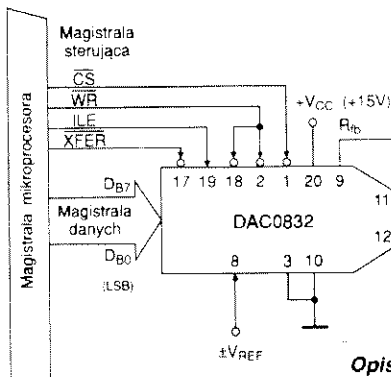 Magistrala mikroprocesora
Magistrala
sterująca
CS
WR
ILE
XFER
+VCC (+15V)
Rfb
17 19 18 2 1 20 9
DB7
Magistrala
danych
DB0
(LSB)
DAC0832
11
12
8 3 10
±VREF
Opis